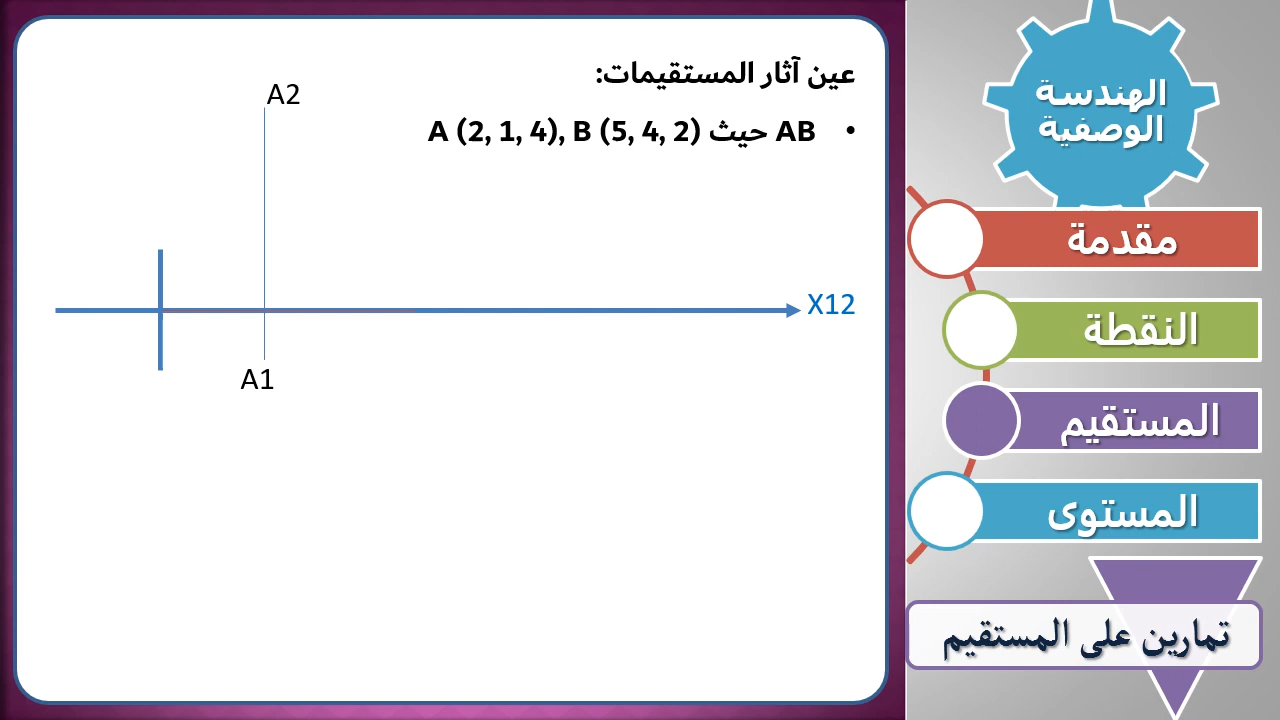 عين آثار المستقيمات:
• AB حيث A (2, 1, 4), B (5, 4, 2)
A2
X12
A1
الهندسة
الوصفية
مقدمة
النقطة
المستقيم
المستوى
تمارين على المستقيم